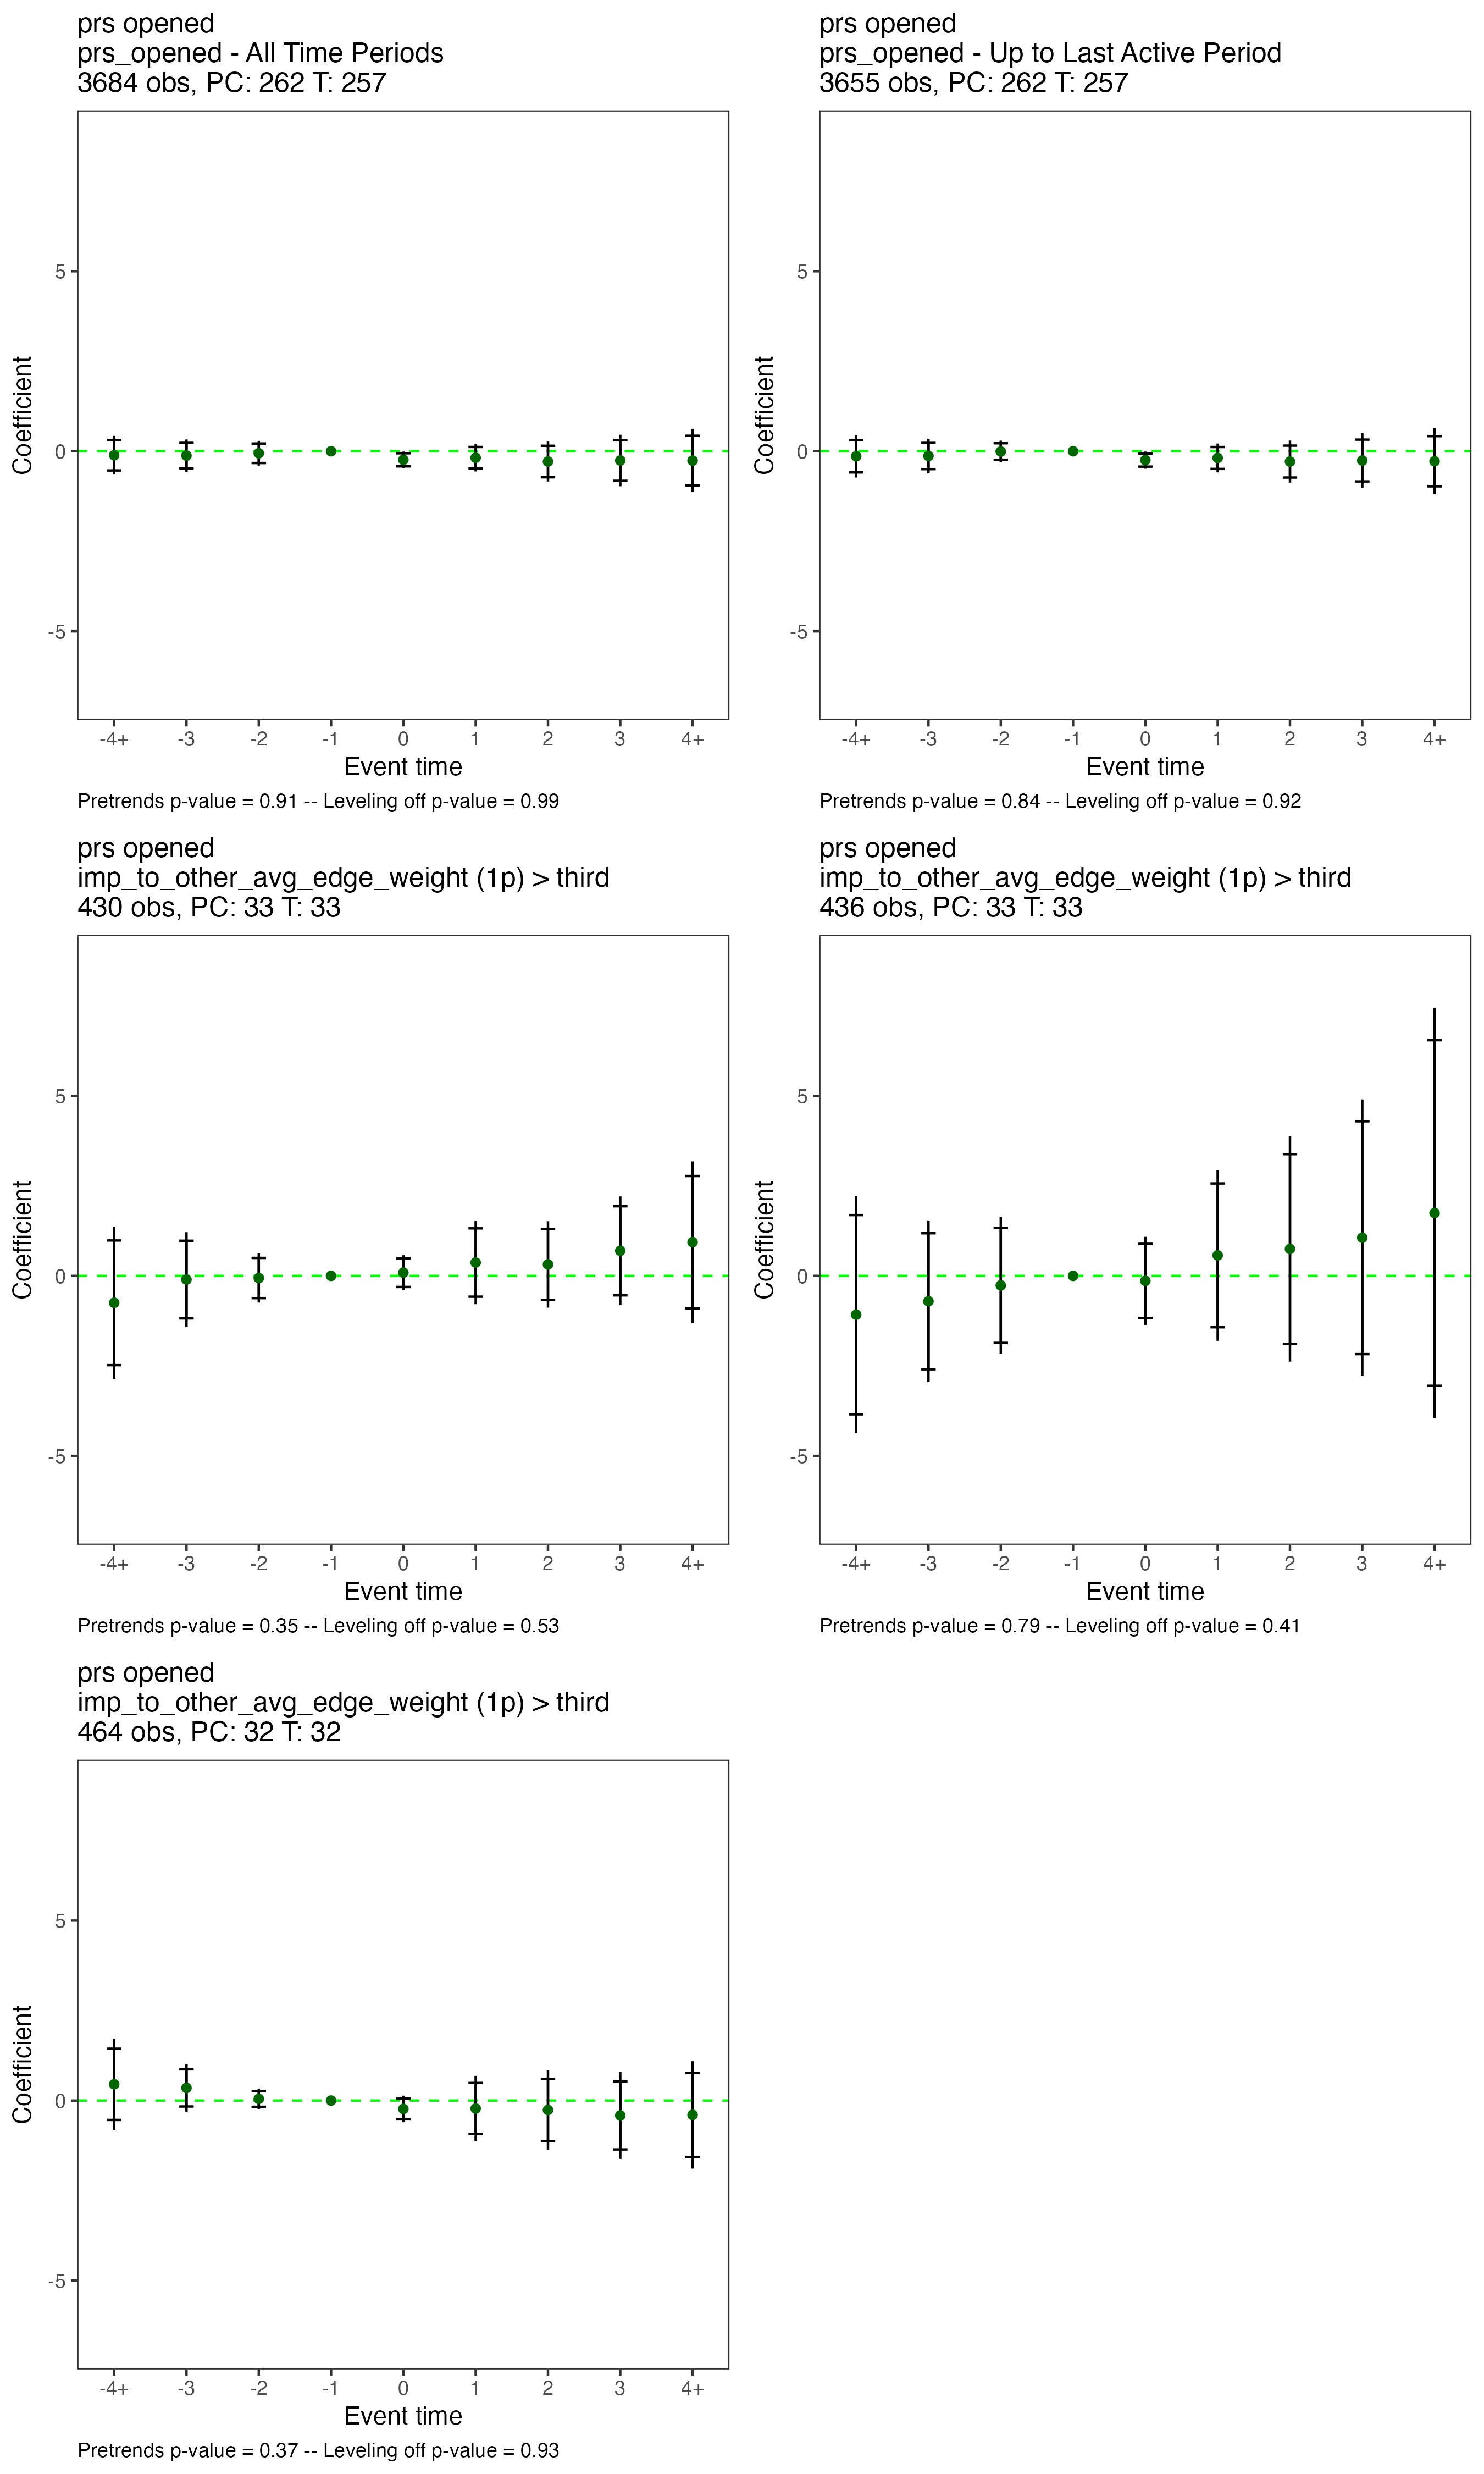 prs opened
prs_opened - All Time Periods
3684 obs, PC: 262 T: 257
Coefficient
5
0
-5
-4+ -3 -2 -1 0 1 2 3 4+
Event time
Pretrends p-value = 0.91 -- Leveling off p-value = 0.99
prs opened
prs_opened - Up to Last Active Period
3655 obs, PC: 262 T: 257
Coefficient
5
0
-5
-4+ -3 -2 -1 0 1 2 3 4+
Event time
Pretrends p-value = 0.84 -- Leveling off p-value = 0.92
prs opened
imp_to_other_avg_edge_weight (1p) > third
430 obs, PC: 33 T: 33
Coefficient
5
0
-5
-4+ -3 -2 -1 0 1 2 3 4+
Event time
Pretrends p-value = 0.35 -- Leveling off p-value = 0.53
prs opened
imp_to_other_avg_edge_weight (1p) > third
436 obs, PC: 33 T: 33
Coefficient
5
0
-5
-4+ -3 -2 -1 0 1 2 3 4+
Event time
Pretrends p-value = 0.79 -- Leveling off p-value = 0.41
prs opened
imp_to_other_avg_edge_weight (1p) > third
464 obs, PC: 32 T: 32
Coefficient
5
0
-5
-4+ -3 -2 -1 0 1 2 3 4+
Event time
Pretrends p-value = 0.37 -- Leveling off p-value = 0.93